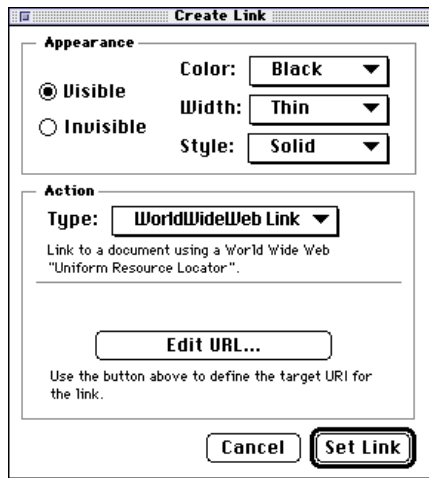 Create Link
Appearance
Visible
Invisible
Color: Black
Width: Thin
Style: Solid
Action
Type: WorldWideWeb Link
Link to a document using a World Wide Web
"Uniform Resource Locator".
Edit URL...
Use the button above to define the target URI for
the link.
Cancel Set Link